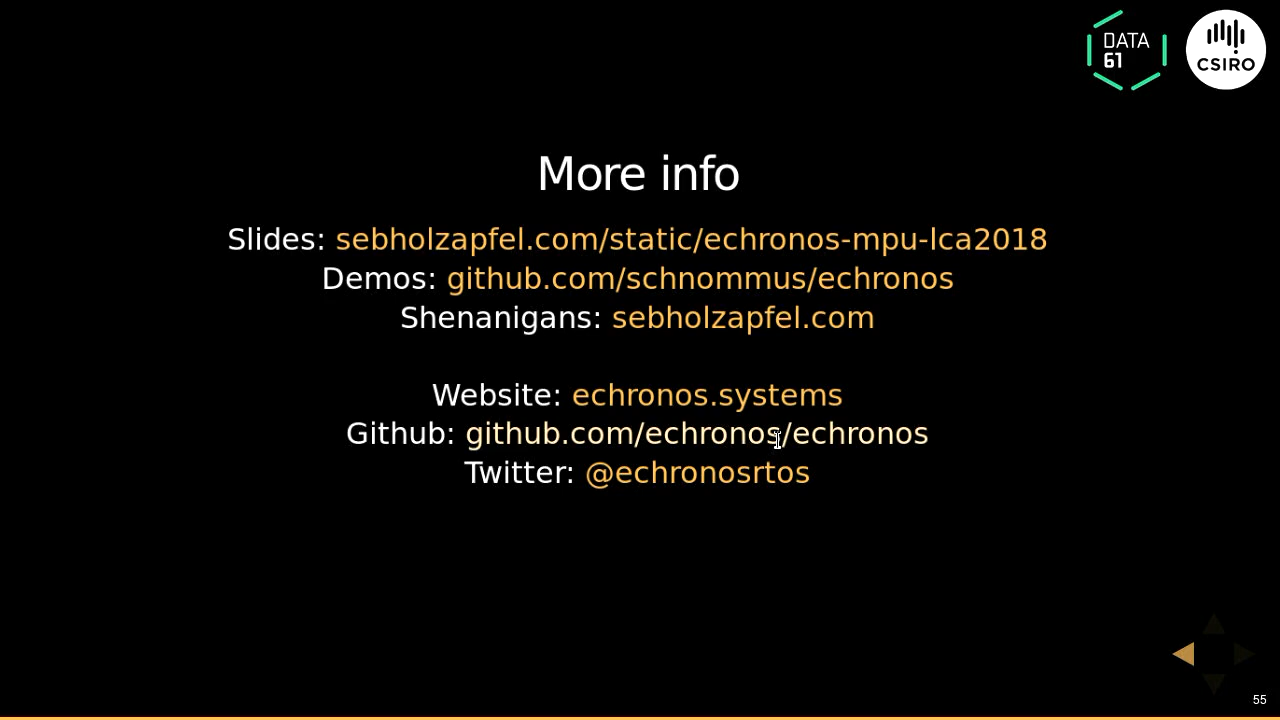 DATA
61
CSIRO
More info
Slides: sebholzapfel.com/static/echronos-mpu-lca2018
Demos: github.com/schnommus/echronos
Shenanigans: sebholzapfel.com
Website: echronos.systems
Github: github.com/echronos/echronos
Twitter: @echronosrtos
55